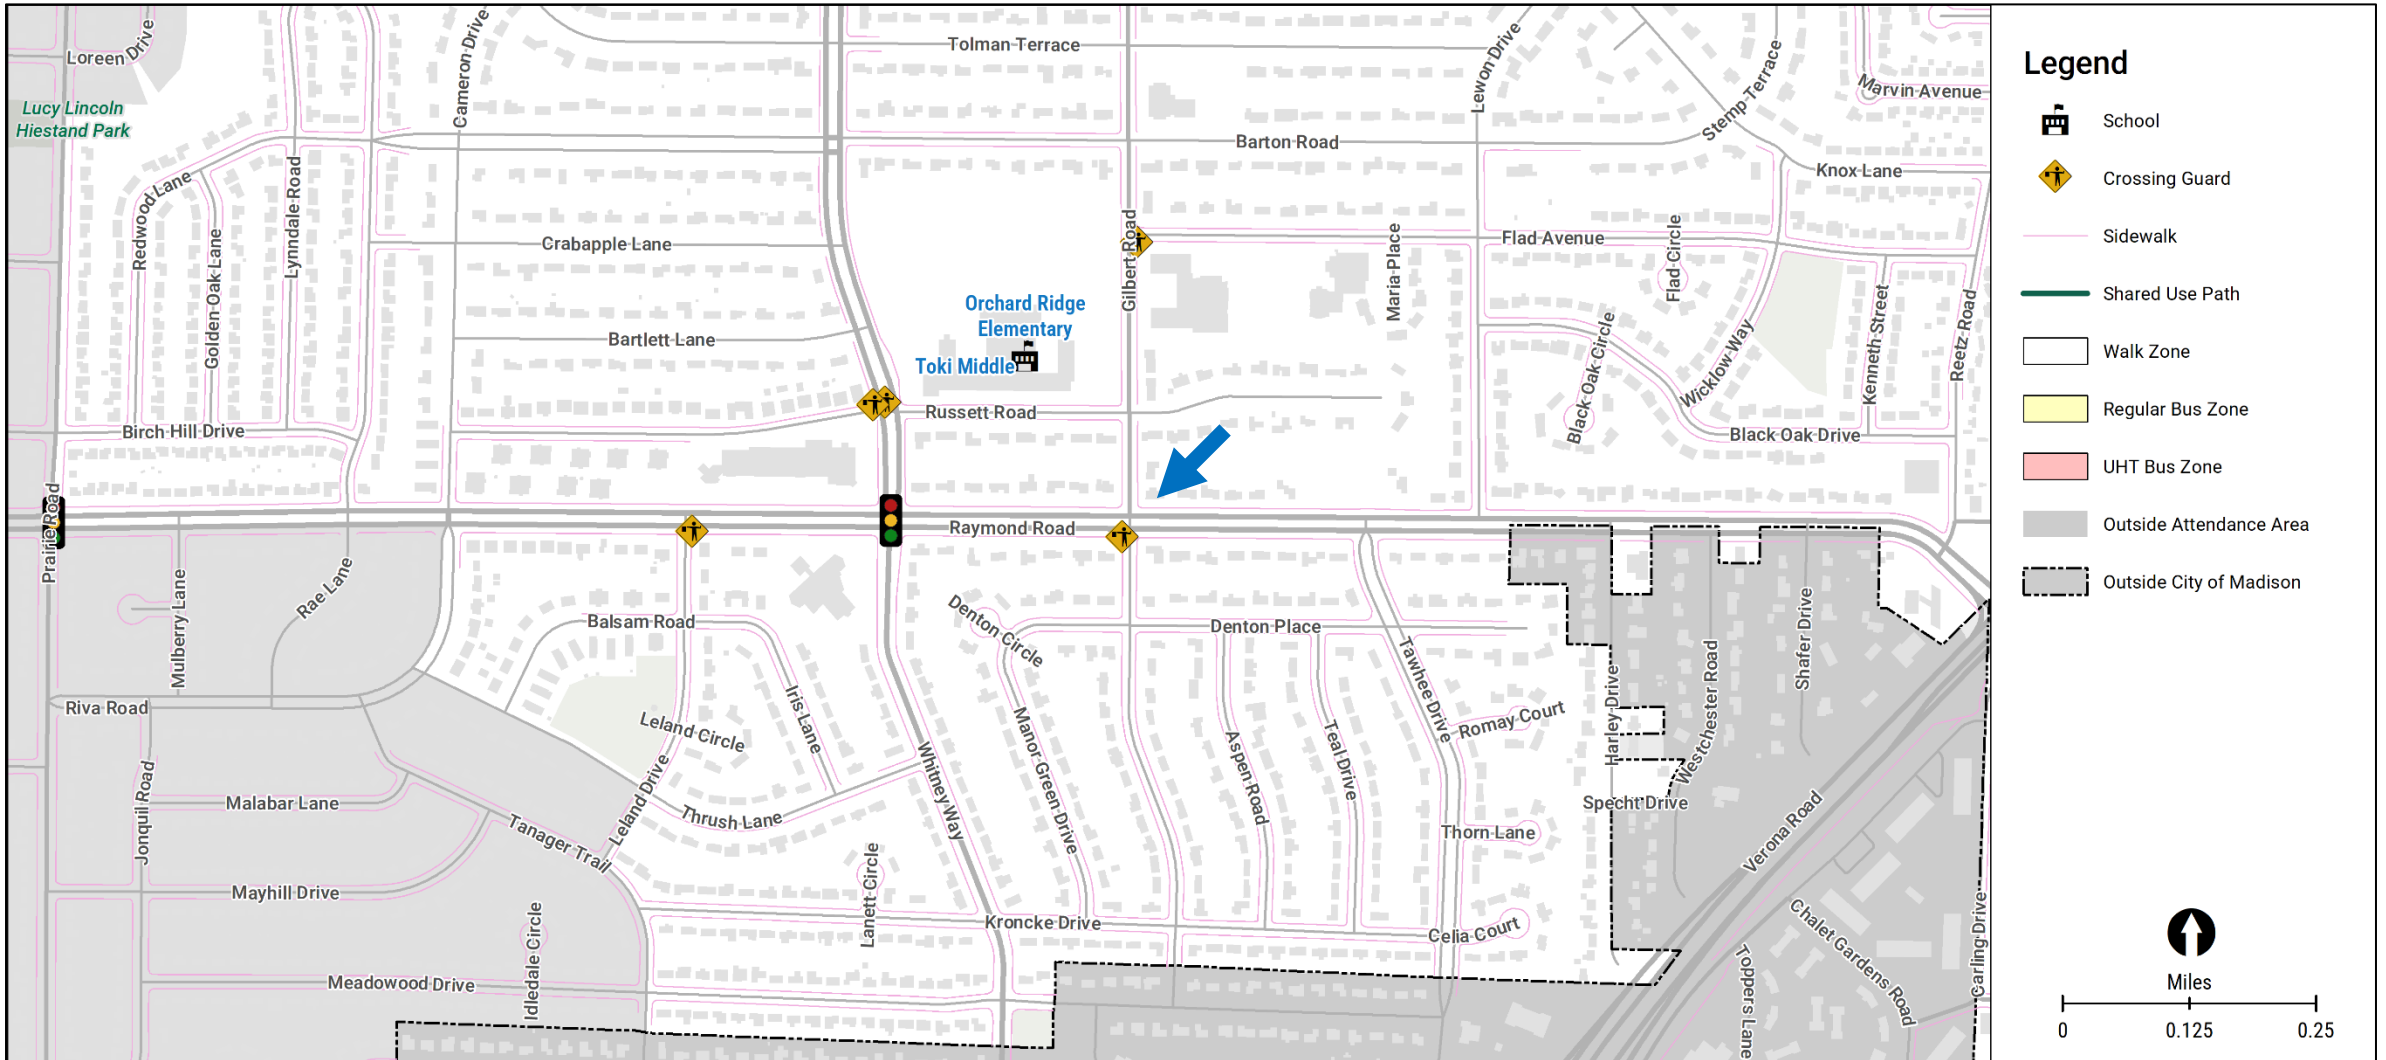 Loreen Drive
Lucy Lincoln
Hiestand Park
Cameron Drive
Tolman Terrace
Lewon Drive
Stemp Terrace
Marvin Avenue
Barton Road
Knox Lane
Redwood Lane
Golden Oak Lane
Lynndale Road
Crabapple Lane
Gilbert Road
Maria Place
Flad Avenue
Flad Circle
Orchard Ridge
Elementary
Toki Middle
Bartlett Lane
Black Oak Circle
Wicklow Way
Kenneth Street
Reetz Road
Russett Road
Birch Hill Drive
Black Oak Drive
Prairie Road
Raymond Road
Mulberry Lane
Rae Lane
Balsam Road
Denton Circle
Denton Place
Tawhee Drive
Harley Drive
Westchester Road
Shafer Drive
Riva Road
Leland Circle
Iris Lane
Whitney Way
Manor Green Drive
Aspen Road
Teal Drive
Romay Court
Jonquil Road
Malabar Lane
Tanager Trail
Leland Drive
Thrush Lane
Specht Drive
Thorn Lane
Verona Road
Mayhill Drive
Idledale Circle
Lanett Circle
Kroncke Drive
Celia Court
Meadowood Drive
Toppers Lane
Chalet Gardens Road
Carling Drive
Legend
School
Crossing Guard
Sidewalk
Shared Use Path
Walk Zone
Regular Bus Zone
UHT Bus Zone
Outside Attendance Area
Outside City of Madison
Miles
0 0.125 0.25